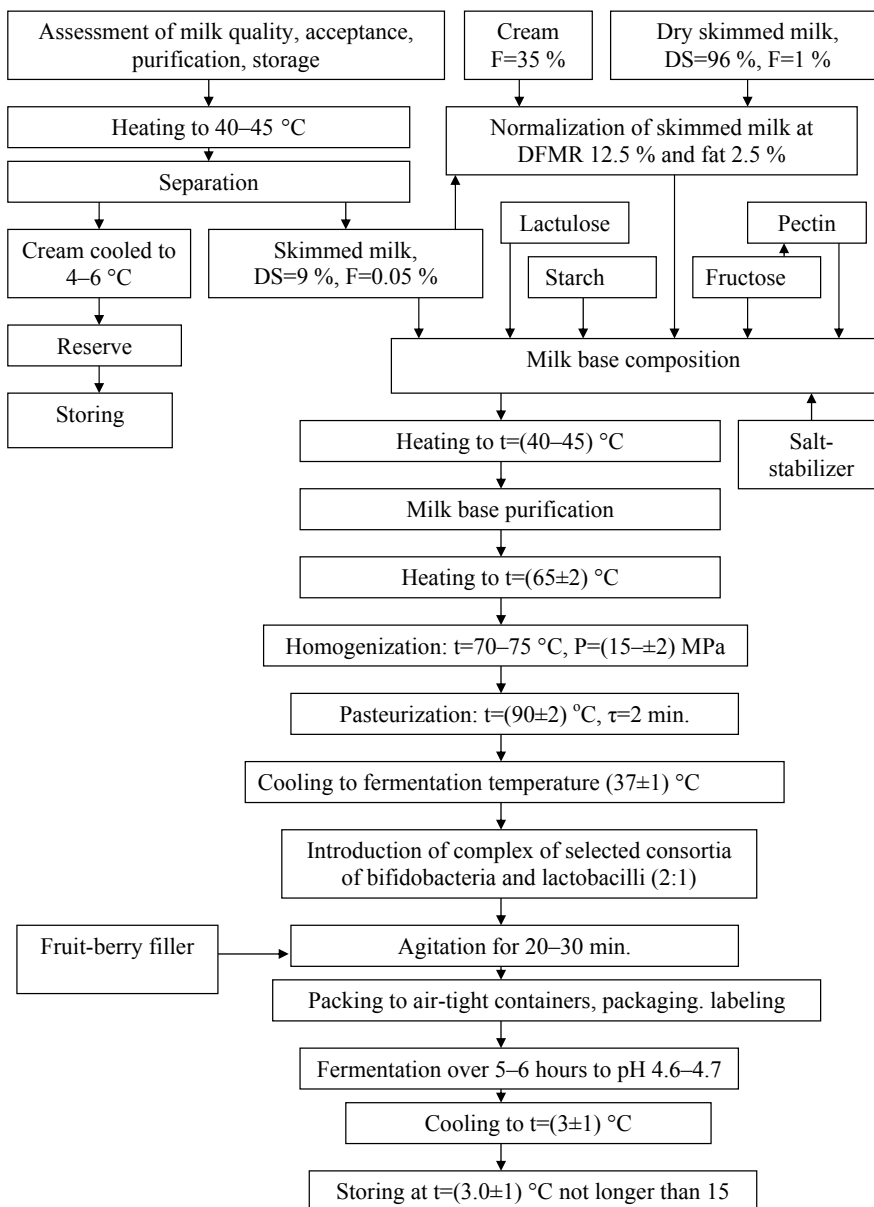 Assessment of milk quality, acceptance,
purification, storage
Cream
F=35 %
Dry skimmed milk,
DS=96 %, F=1 %
Heating to 40–45 °C
Normalization of skimmed milk at
DFMR 12.5 % and fat 2.5 %
Separation
Cream cooled to
4–6 °C
Skimmed milk,
DS=9 %, F=0.05 %
Lactulose
Pectin
Starch
Fructose
Reserve
Milk base composition
Storing
Heating to t=(40–45) °C
Salt-
stabilizer
Milk base purification
Heating to t=(65±2) °C
Homogenization: t=70–75 °C, P=(15–±2) MPa
Pasteurization: t=(90±2) °C, τ=2 min.
Cooling to fermentation temperature (37±1) °C
Introduction of complex of selected consortia
of bifidobacteria and lactobacilli (2:1)
Fruit-berry filler
Agitation for 20–30 min.
Packing to air-tight containers, packaging. labeling
Fermentation over 5–6 hours to pH 4.6–4.7
Cooling to t=(3±1) °C
Storing at t=(3.0±1) °C not longer than 15